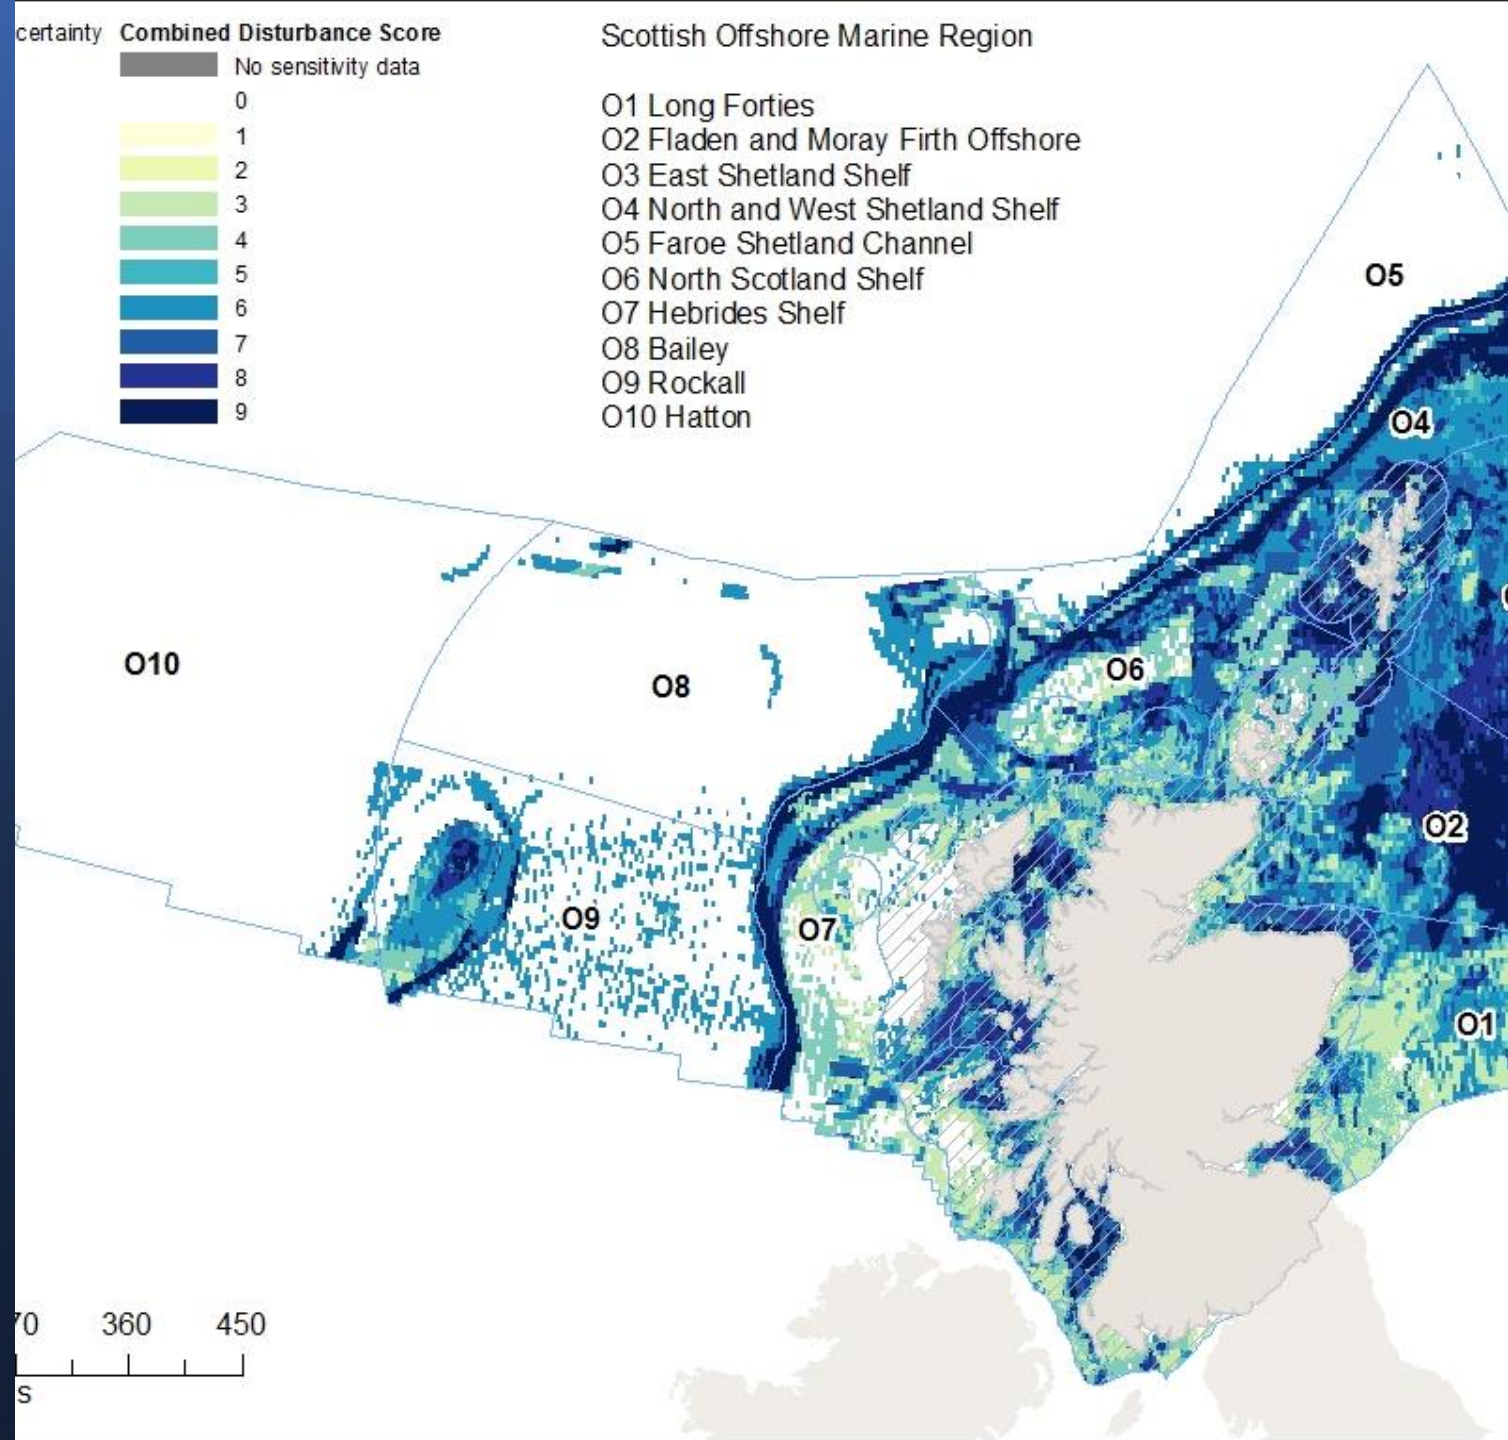 certainty
Combined Disturbance Score
No sensitivity data
0
1
2
3
4
5
6
7
8
9
Scottish Offshore Marine Region
O1 Long Forties
O2 Fladen and Moray Firth Offshore
O3 East Shetland Shelf
O4 North and West Shetland Shelf
O5 Faroe Shetland Channel
O6 North Scotland Shelf
O7 Hebrides Shelf
O8 Bailey
O9 Rockall
O10 Hatton
O5
O4
O10
O8
O6
O2
O9
O7
O1
70 360 450
s